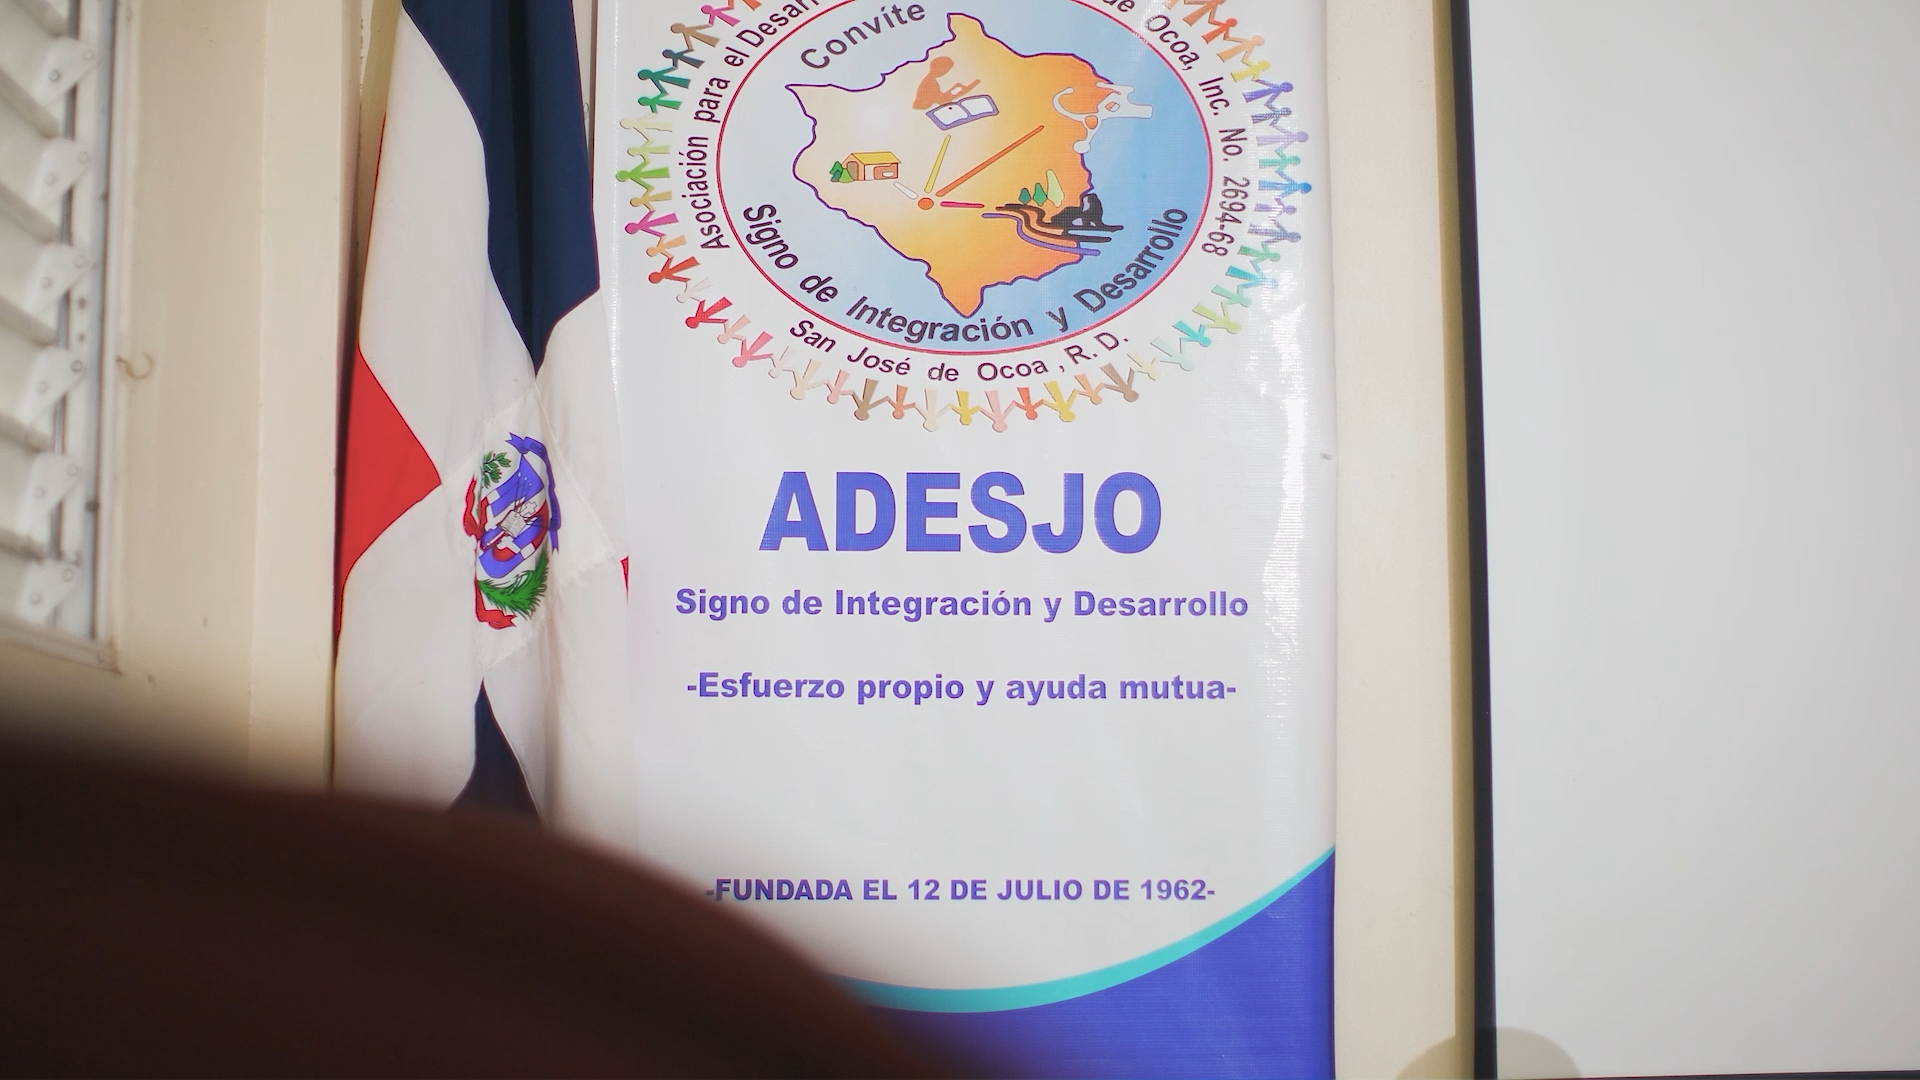 Asociación para el Desarr
de Ocoa, Inc. No. 2694-68
Convíte
Signo de Integración y Desarrollo
San José de Ocoa, R. D.
ADESJO
Signo de Integración y Desarrollo
-Esfuerzo propio y ayuda mutua-
-FUNDADA EL 12 DE JULIO DE 1962-